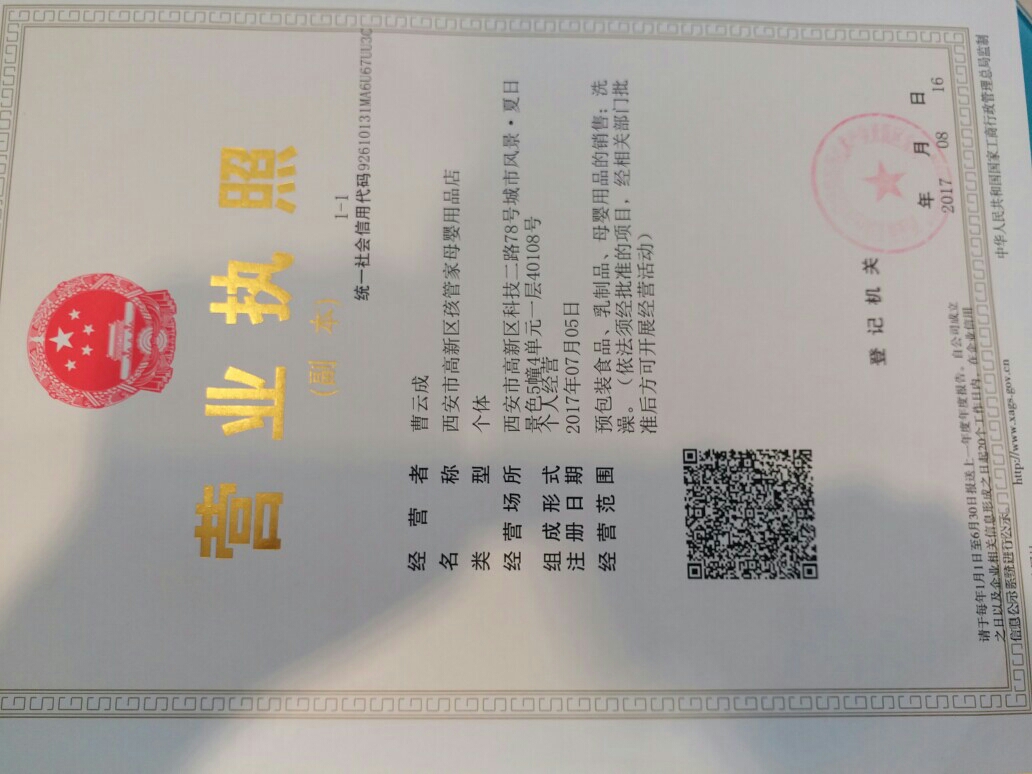 营业执照
(副 本)
1-1
统一社会信用代码92610131MA6U67UU3C
经营者 曹云成
名称 西安市高新区孩管家母婴用品店
类型 个体
经营场所 西安市高新区科技二路78号城市风景·夏日
景色5幢4单元一层40108号
组成形式 个人经营
注册日期 2017年07月05日
经营范围 预包装食品、乳制品、母婴用品的销售；洗
澡。（依法须经批准的项目，经相关部门批
准后方可开展经营活动）
登记机关
年 月 日
2017 08 16
请于每年1月1日至6月30日报送上一年度年度报告。自公司成立
之日以及企业相关信息形成之日起20个工作日内，在企业信用
信息公示系统进行公示。
http://www.xags.gov.cn
中华人民共和国国家工商行政管理总局监制